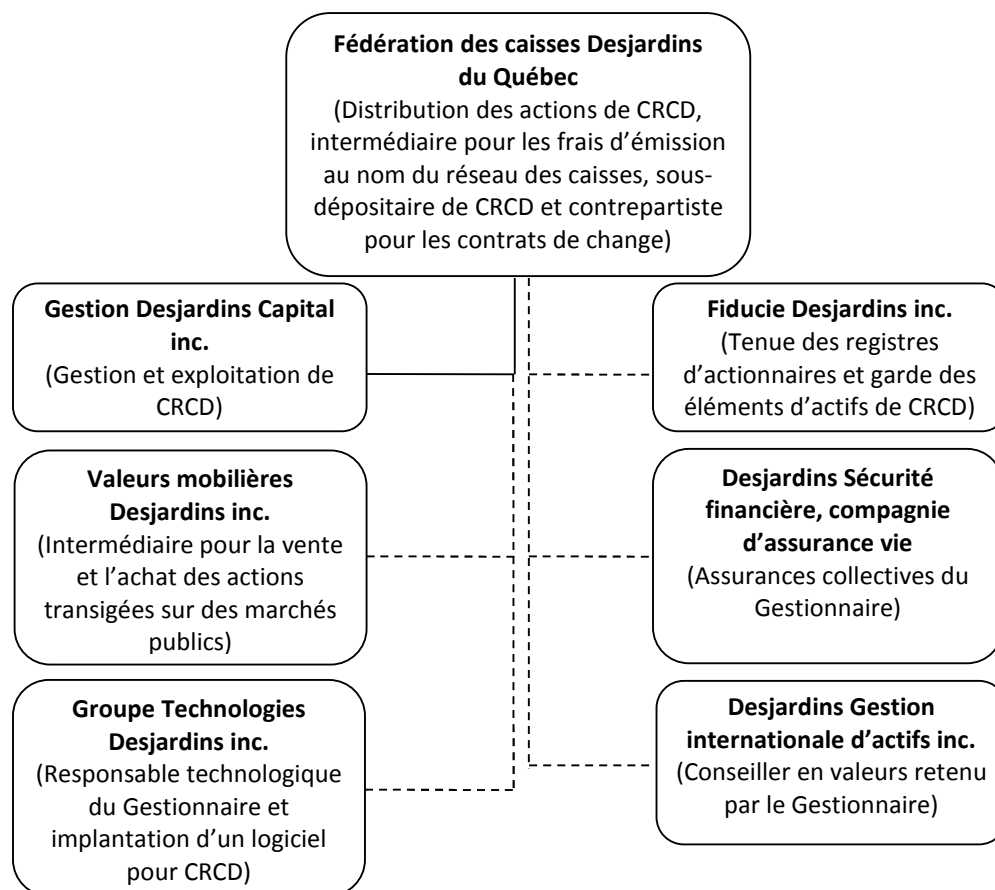 Fédération des caisses Desjardins
du Québec
(Distribution des actions de CRCD,
intermédiaire pour les frais d’émission
au nom du réseau des caisses, sous-
dépositaire de CRCD et contrepartiste
pour les contrats de change)
Gestion Desjardins Capital
inc.
(Gestion et exploitation de
CRCD)
Fiducie Desjardins inc.
(Tenue des registres
d’actionnaires et garde des
éléments d’actifs de CRCD)
Valeurs mobilières
Desjardins inc.
(Intermédiaire pour la vente
et l’achat des actions
transigées sur des marchés
publics)
Desjardins Sécurité
financière, compagnie
d’assurance vie
(Assurances collectives du
Gestionnaire)
Groupe Technologies
Desjardins inc.
(Responsable technologique
du Gestionnaire et
implantation d’un logiciel
pour CRCD)
Desjardins Gestion
internationale d’actifs inc.
(Conseiller en valeurs retenu
par le Gestionnaire)